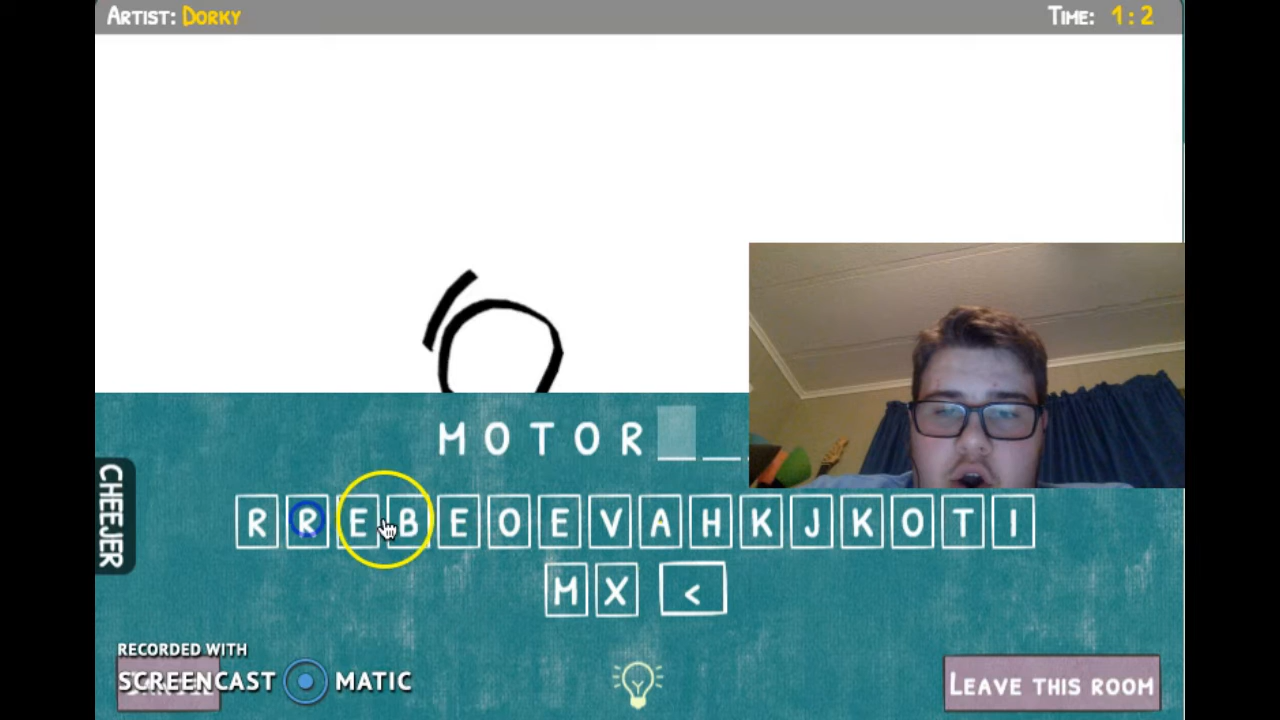 ARTIST: DORKY TIME: 1:2
MOTOR _ _
CHEEJER
R R E B E O E V A H K J K O T I
M X <
RECORDED WITH
SCREENCAST MATIC
LEAVE THIS ROOM